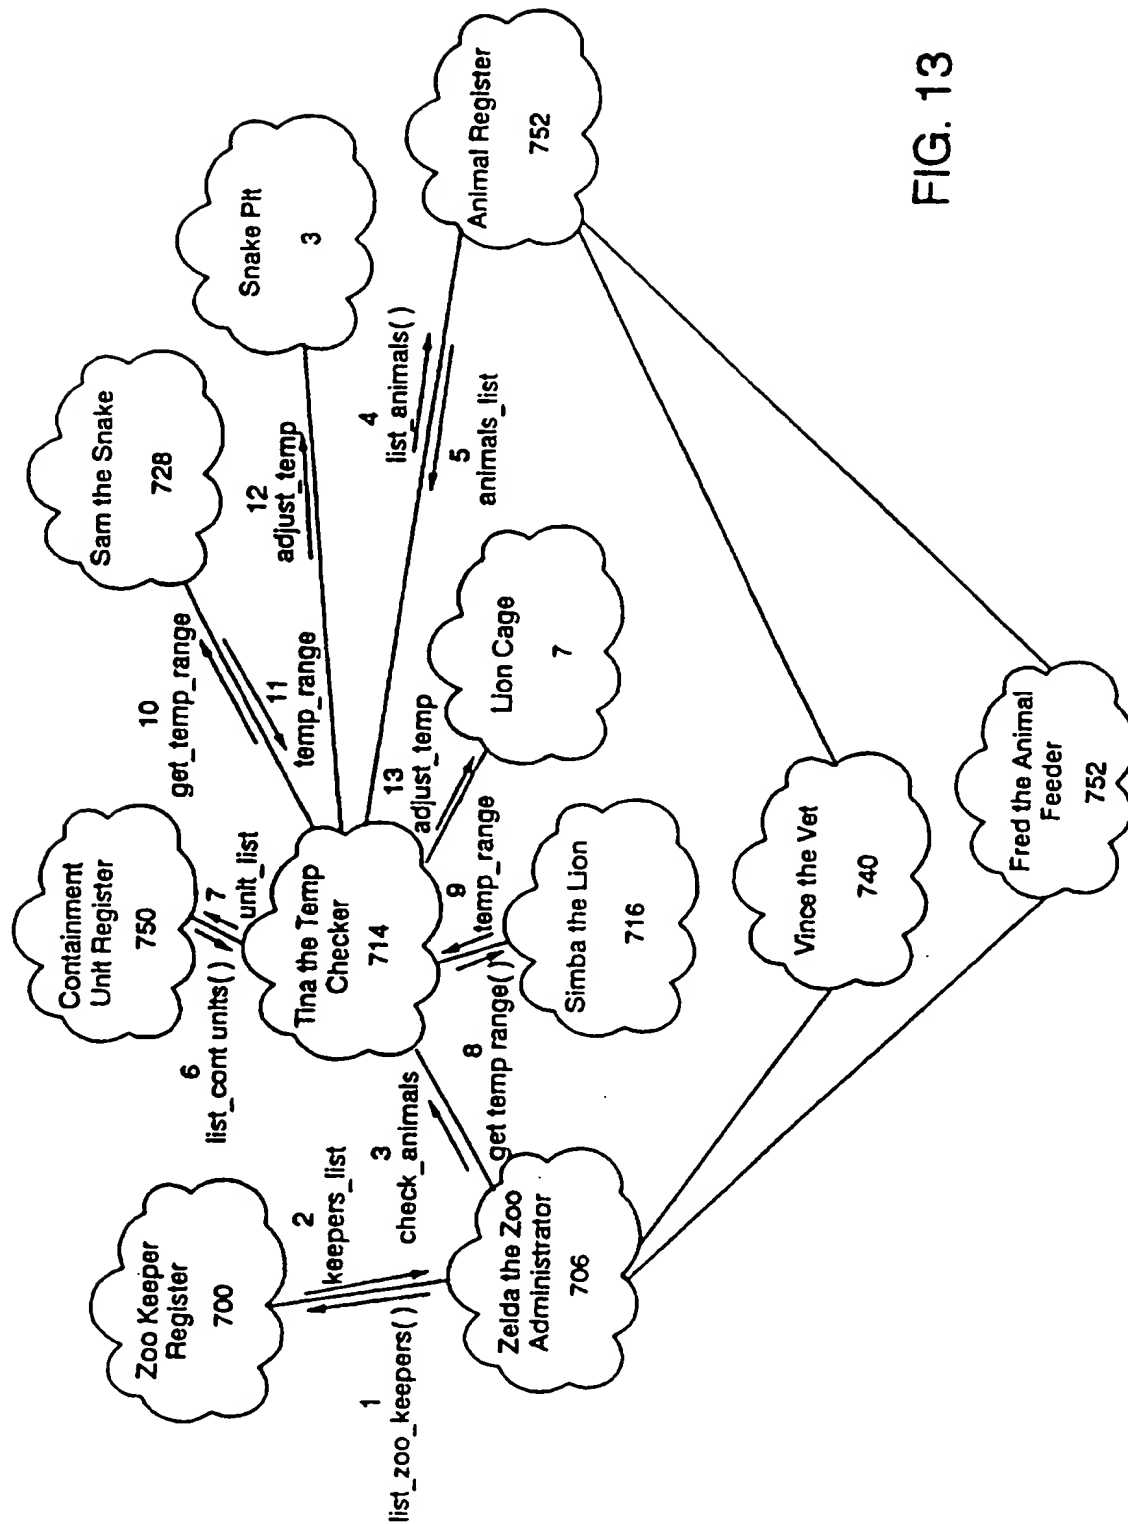 Zoo Keeper
Register
700
1
list_zoo_keepers()
2
keepers_list
Zelda the Zoo
Administrator
706
3
check_animals
Containment
Unit Register
750
6
list_cont units()
7
unit_list
Tina the Temp
Checker
714
8
get temp range()
9
temp_range
Simba the Lion
716
10
get_temp_range
11
temp_range
Sam the Snake
728
12
adjust_temp
Snake Pit
3
13
adjust_temp
Lion Cage
7
4
list_animals()
5
animals_list
Animal Register
752
Vince the Vet
740
Fred the Animal
Feeder
752
FIG. 13